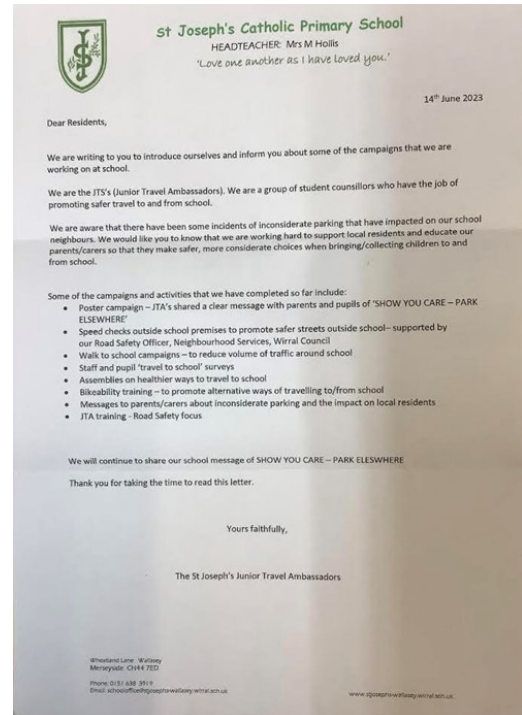 St Joseph's Catholic Primary School
HEADTEACHER: Mrs M Hollis
'Love one another as I have loved you.'
14th June 2023
Dear Residents,
We are writing to you to introduce ourselves and inform you about some of the campaigns that we are
working on at school.
We are the JTS's (Junior Travel Ambassadors). We are a group of student counsillors who have the job of
promoting safer travel to and from school.
We are aware that there have been some incidents of inconsiderate parking that have impacted on our school
neighbours. We would like you to know that we are working hard to support local residents and educate our
parents/carers so that they make safer, more considerate choices when bringing/collecting children to and
from school.
Some of the campaigns and activities that we have completed so far include:
• Poster campaign – JTA's shared a clear message with parents and pupils of 'SHOW YOU CARE – PARK
ELSEWHERE'
• Speed checks outside school premises to promote safer streets outside school– supported by
our Road Safety Officer, Neighbourhood Services, Wirral Council
• Walk to school campaigns – to reduce volume of traffic around school
• Staff and pupil 'travel to school' surveys
• Assemblies on healthier ways to travel to school
• Bikeability training – to promote alternative ways of travelling to/from school
• Messages to parents/carers about inconsiderate parking and the impact on local residents
• JTA training - Road Safety focus
We will continue to share our school message of SHOW YOU CARE – PARK ELESWHERE
Thank you for taking the time to read this letter.
Yours faithfully,
The St Joseph's Junior Travel Ambassadors
Wheatland Lane Wallasey
Merseyside CH44 7ED
Phone: 0151 638 3919
Email: